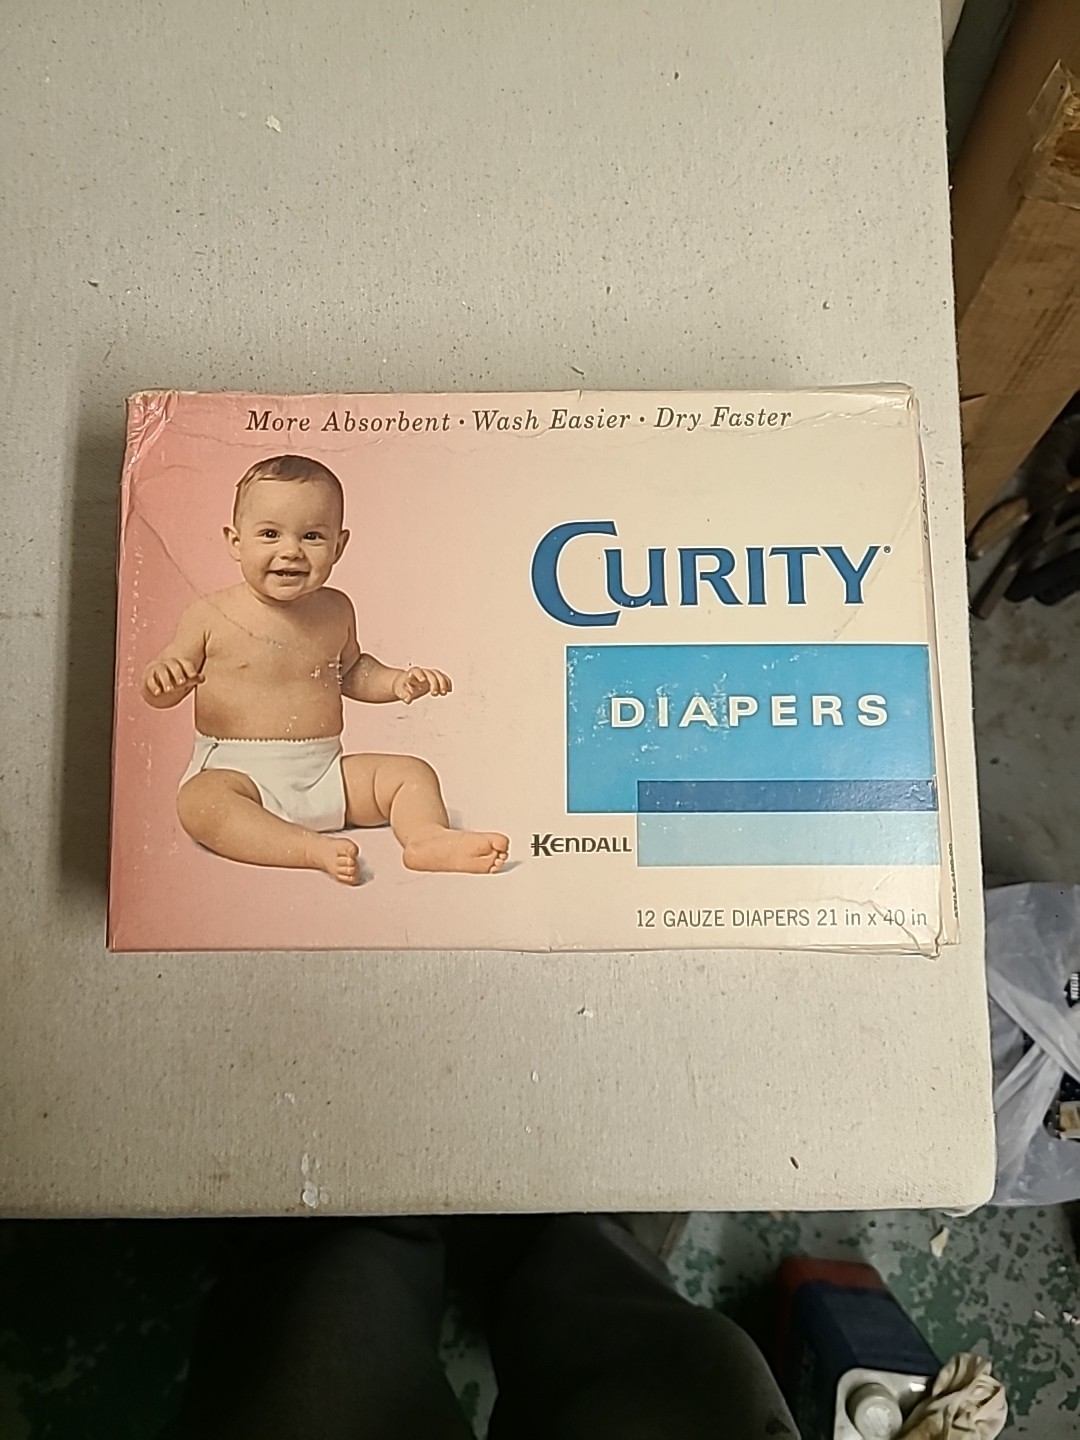 More Absorbent · Wash Easier · Dry Faster
CURITY®
DIAPERS
KENDALL
12 GAUZE DIAPERS 21 in x 40 in